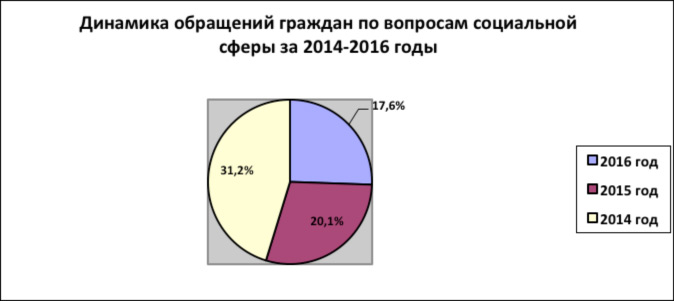 Динамика обращений граждан по вопросам социальной
сферы за 2014-2016 годы
17,6%
31,2%
20,1%
2016 год
2015 год
2014 год